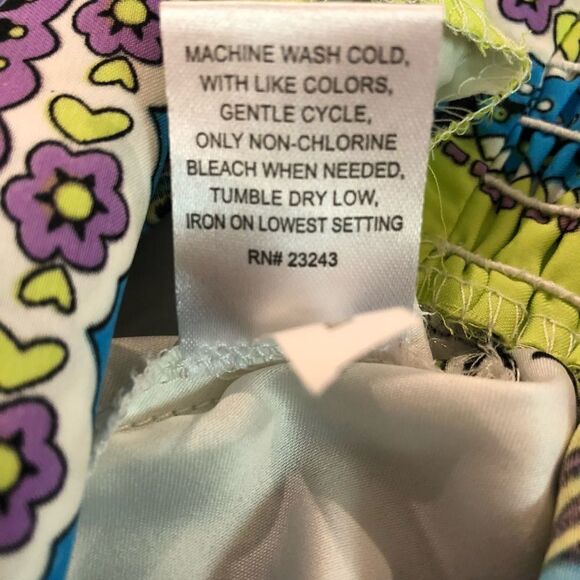 MACHINE WASH COLD,
WITH LIKE COLORS,
GENTLE CYCLE,
ONLY NON-CHLORINE
BLEACH WHEN NEEDED,
TUMBLE DRY LOW,
IRON ON LOWEST SETTING
RN# 23243